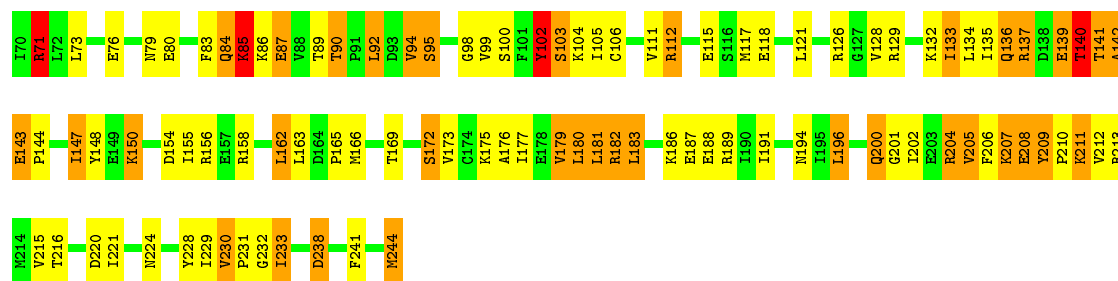 I70 R71 L72 L73 E76 N79 E80 F83 Q84 K85 K86 E87 V88 T89 T90 P91 L92 D93 V94 S95 G98 V99 S100 F101 Y102 S103 K104 I105 C106 V111 R112 E115 S116 M117 E118 L121 R126 G127 V128 R129 K132 I133 L134 I135 Q136 R137 D138 E139 T140 T141
E143 P144 I147 Y148 E149 K150 D154 I155 R156 E157 R158 L162 L163 D164 P165 M166 T169 S172 V173 C174 K175 A176 I177 E178 V179 L180 L181 R182 L183 K186 E187 E188 R189 I190 I191 N194 I195 L196 Q200 G201 I202 E203 R204 V205 F206 K207 E208 Y209 P210 K211 V212
M214 V215 T216 D220 I221 N224 Y228 I229 V230 P231 G232 I233 D238 F241 M244